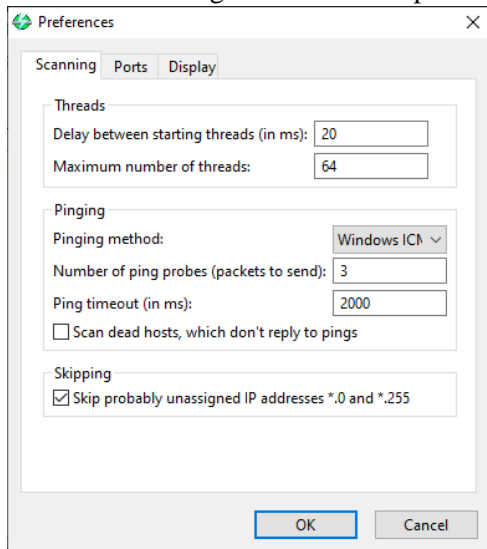 Preferences
Scanning Ports Display
Threads
Delay between starting threads (in ms): 20
Maximum number of threads: 64
Pinging
Pinging method: Windows ICM
Number of ping probes (packets to send): 3
Ping timeout (in ms): 2000
Scan dead hosts, which don't reply to pings
Skipping
Skip probably unassigned IP addresses *.0 and *.255
OK Cancel